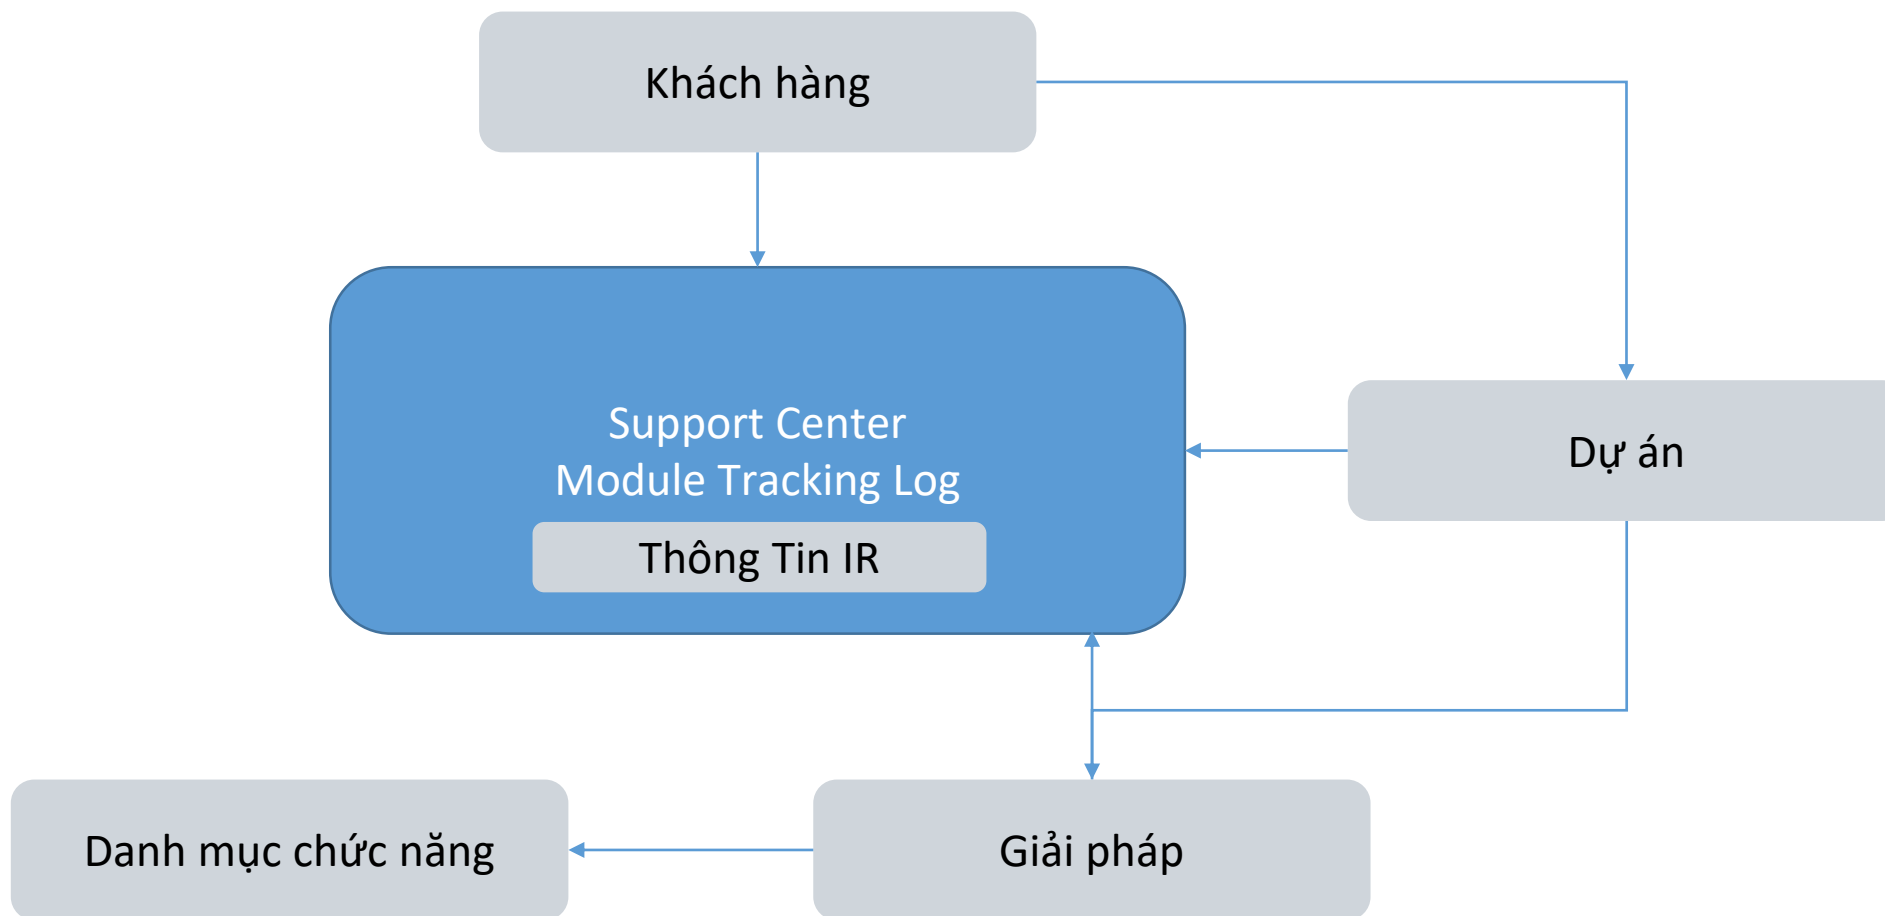 Khách hàng
Support Center
Module Tracking Log
Thông Tin IR
Dự án
Danh mục chức năng
Giải pháp